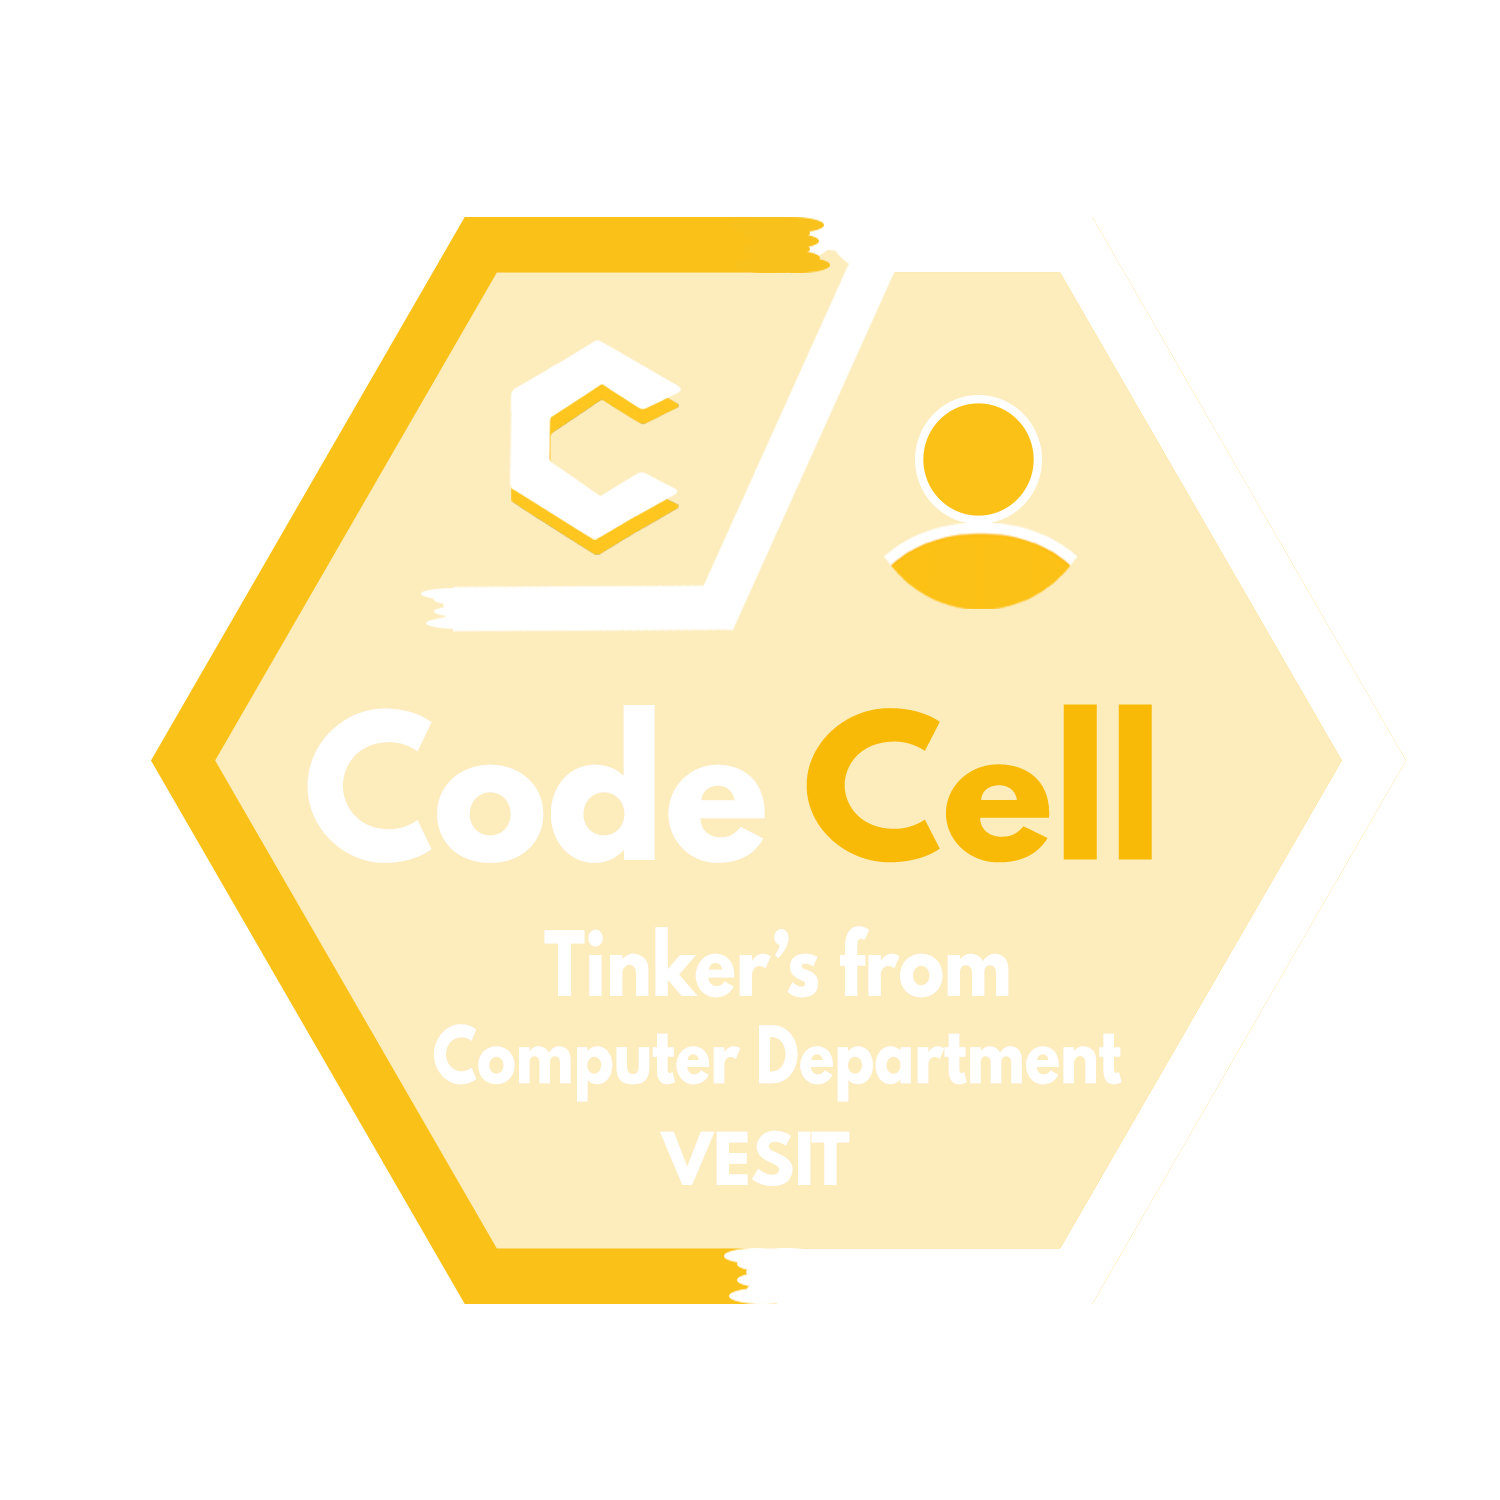 C
Code Cell
Tinker's from
Computer Department
VESIT